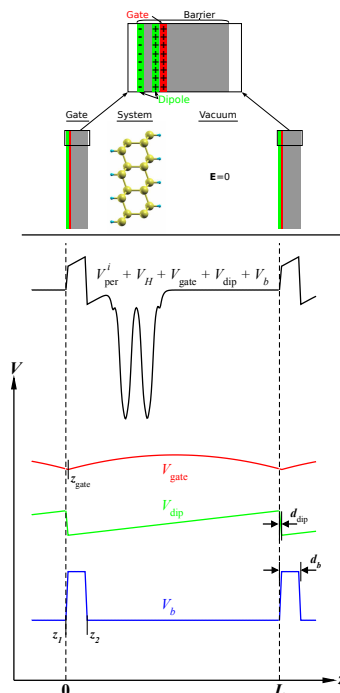 Gate Barrier
- - + +
Dipole
Gate System Vacuum
E=0
V^i_per + V_H + V_gate + V_dip + V_b
V
z_gate
V_gate
V_dip
d_dip
d_b
V_b
z_1 z_2
0 L z